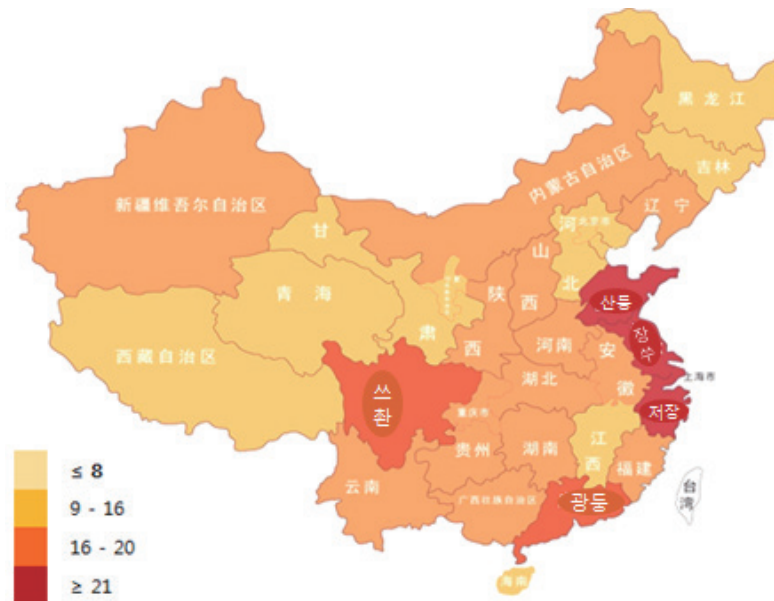 黑龙江
吉林
内蒙古自治区
新疆维吾尔自治区
辽宁
甘肃
河北
北京市
山西
青海
陕西
산둥
장수
西藏自治区
河南
安徽
上海市
湖北
쓰촨
저장
重庆市
江西
贵州
湖南
福建
云南
台湾
广西壮族自治区
광둥
海南
≤ 8
9 - 16
16 - 20
≥ 21